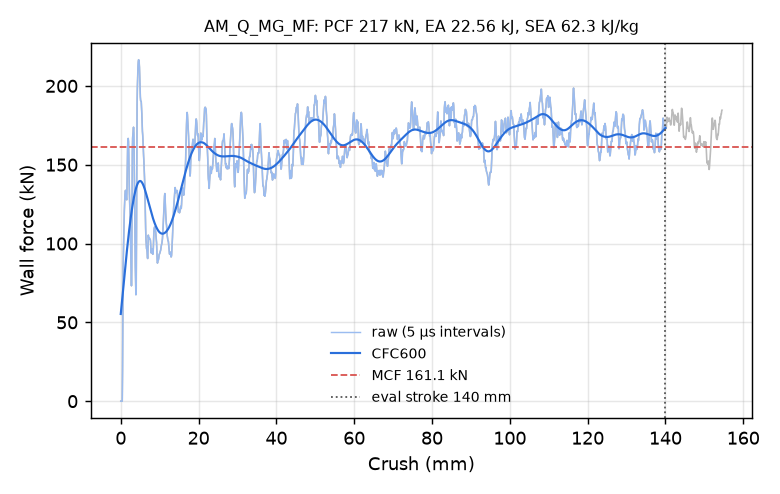 AM_Q_MG_MF: PCF 217 kN, EA 22.56 kJ, SEA 62.3 kJ/kg
Wall force (kN)
200
150
100
50
0
raw (5 µs intervals)
CFC600
MCF 161.1 kN
eval stroke 140 mm
0 20 40 60 80 100 120 140 160
Crush (mm)